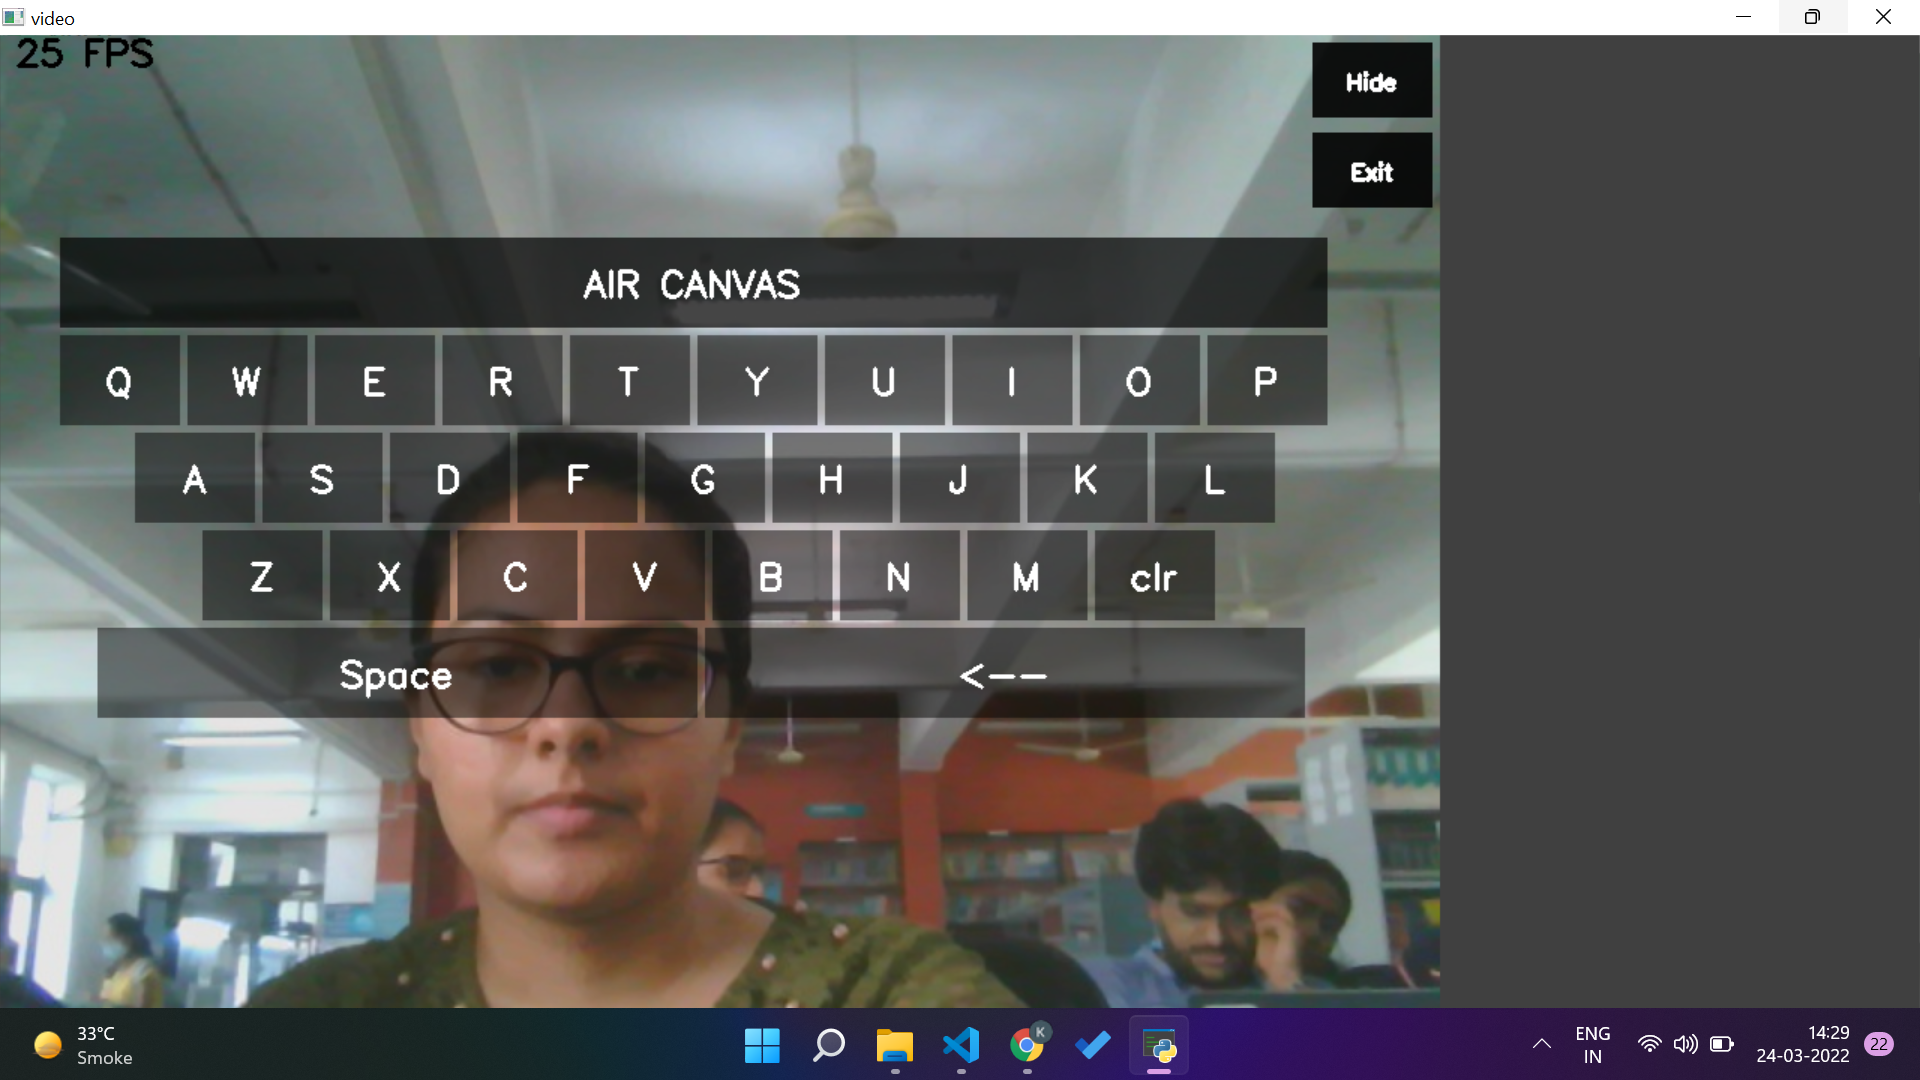 video
25 FPS
Hide
Exit
AIR CANVAS
Q W E R T Y U I O P
A S D F G H J K L
Z X C V B N M clr
Space <--
33°C
Smoke
K
ENG
IN
14:29
24-03-2022
22